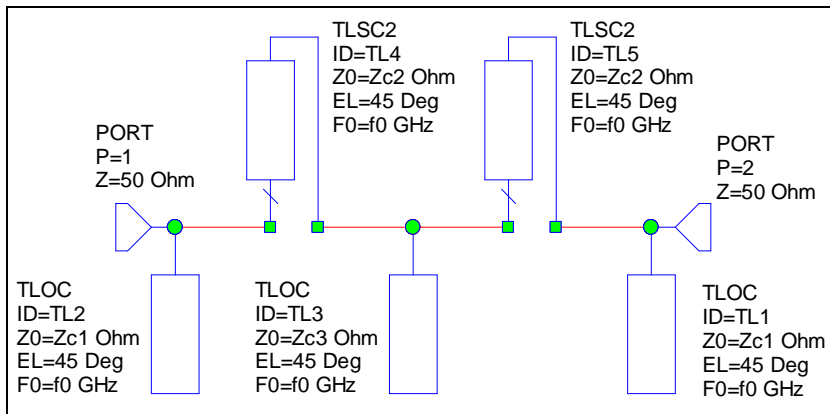 TLSC2
ID=TL4
Z0=Zc2 Ohm
EL=45 Deg
F0=f0 GHz
TLSC2
ID=TL5
Z0=Zc2 Ohm
EL=45 Deg
F0=f0 GHz
PORT
P=1
Z=50 Ohm
PORT
P=2
Z=50 Ohm
TLOC
ID=TL2
Z0=Zc1 Ohm
EL=45 Deg
F0=f0 GHz
TLOC
ID=TL3
Z0=Zc3 Ohm
EL=45 Deg
F0=f0 GHz
TLOC
ID=TL1
Z0=Zc1 Ohm
EL=45 Deg
F0=f0 GHz